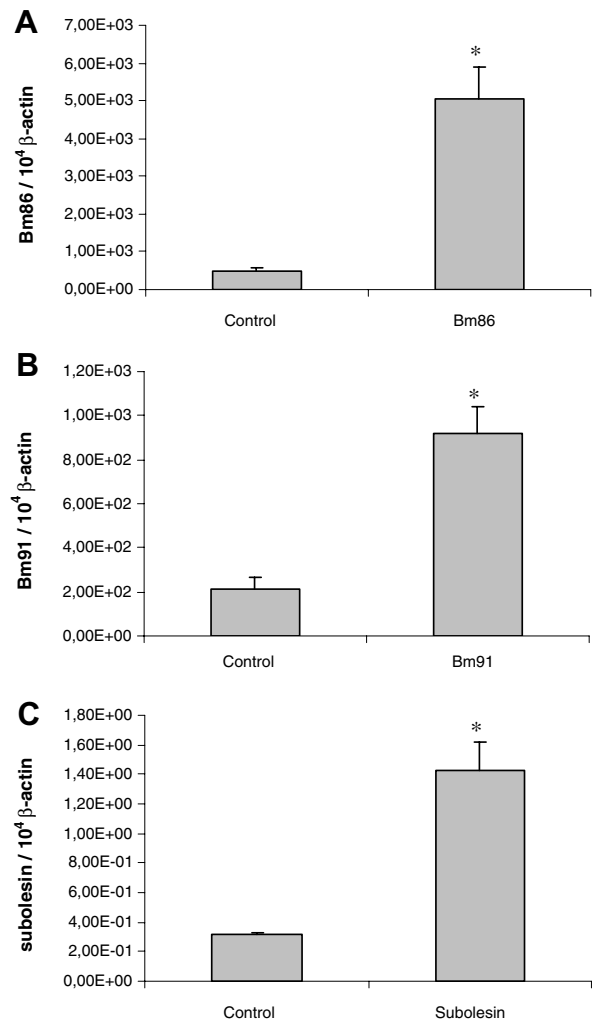 A
7,00E+03
6,00E+03
5,00E+03
4,00E+03
3,00E+03
2,00E+03
1,00E+03
0,00E+00
Bm86 / 10⁴ β-actin
*
Control
Bm86
B
1,20E+03
1,00E+03
8,00E+02
6,00E+02
4,00E+02
2,00E+02
0,00E+00
Bm91 / 10⁴ β-actin
*
Control
Bm91
C
1,80E+00
1,60E+00
1,40E+00
1,20E+00
1,00E+00
8,00E-01
6,00E-01
4,00E-01
2,00E-01
0,00E+00
subolesin / 10⁴ β-actin
*
Control
Subolesin